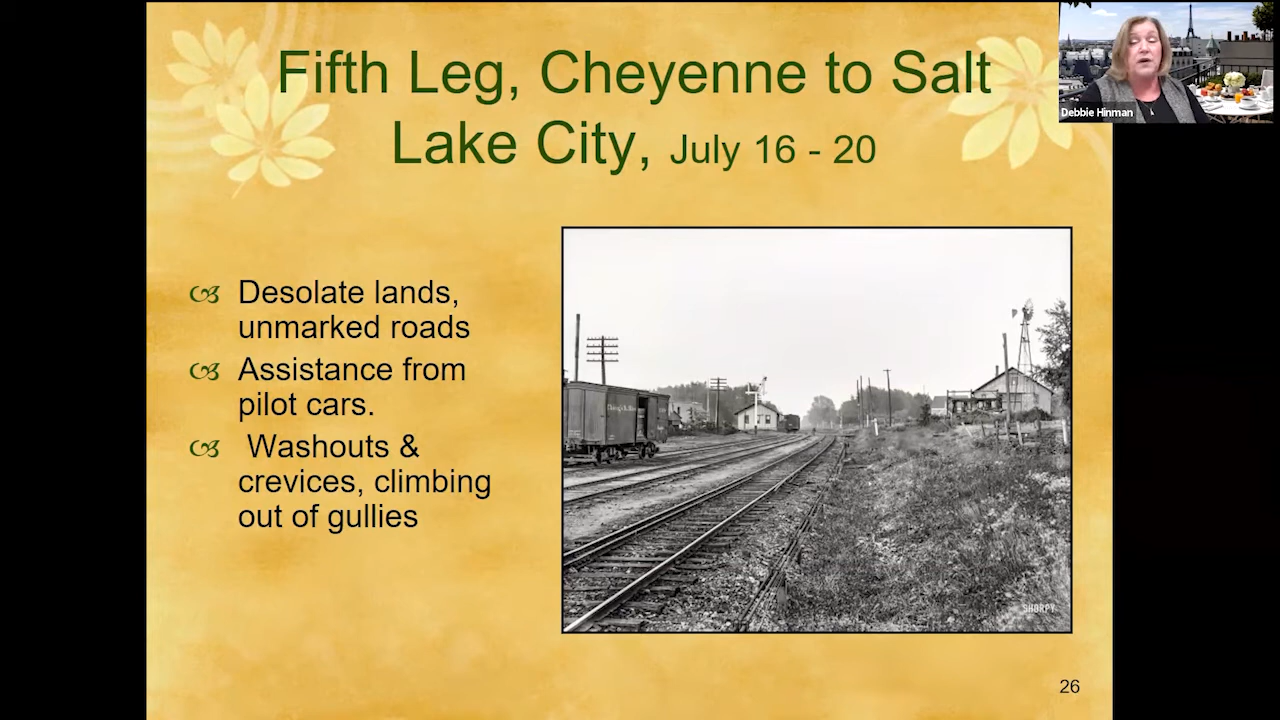 Fifth Leg, Cheyenne to Salt
Lake City, July 16 - 20
Debbie Hinman
Desolate lands,
unmarked roads
Assistance from
pilot cars.
Washouts &
crevices, climbing
out of gullies
SHORPY
26